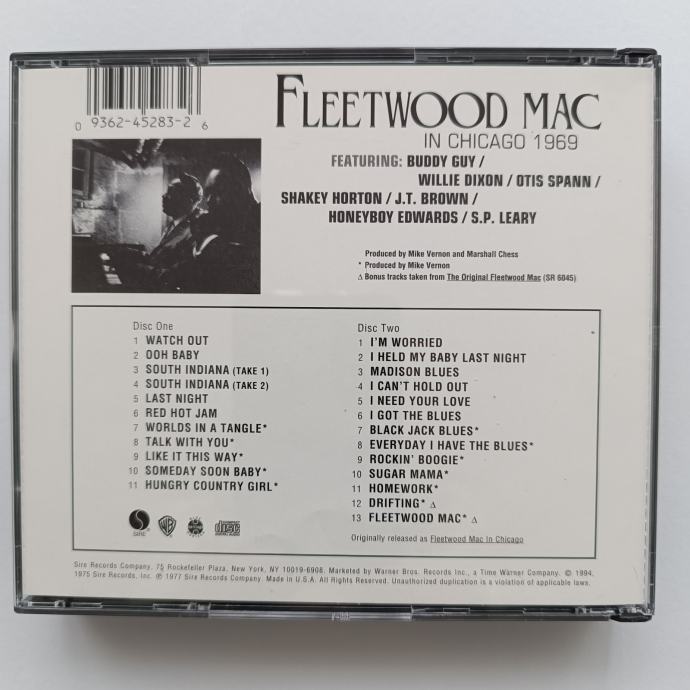 0 9362-45283-2 6
FLEETWOOD MAC
IN CHICAGO 1969
FEATURING: BUDDY GUY /
WILLIE DIXON / OTIS SPANN /
SHAKEY HORTON / J.T. BROWN /
HONEYBOY EDWARDS / S.P. LEARY
Produced by Mike Vernon and Marshall Chess
* Produced by Mike Vernon
Δ Bonus tracks taken from The Original Fleetwood Mac (SR 6045)
Disc One
1 WATCH OUT
2 OOH BABY
3 SOUTH INDIANA (TAKE 1)
4 SOUTH INDIANA (TAKE 2)
5 LAST NIGHT
6 RED HOT JAM
7 WORLDS IN A TANGLE*
8 TALK WITH YOU*
9 LIKE IT THIS WAY*
10 SOMEDAY SOON BABY*
11 HUNGRY COUNTRY GIRL*
Disc Two
1 I'M WORRIED
2 I HELD MY BABY LAST NIGHT
3 MADISON BLUES
4 I CAN'T HOLD OUT
5 I NEED YOUR LOVE
6 I GOT THE BLUES
7 BLACK JACK BLUES*
8 EVERYDAY I HAVE THE BLUES*
9 ROCKIN' BOOGIE*
10 SUGAR MAMA*
11 HOMEWORK*
12 DRIFTING* Δ
13 FLEETWOOD MAC* Δ
SIRE
WB
COMPACT
disc
DIGITAL AUDIO
Originally released as Fleetwood Mac In Chicago
Sire Records Company, 75 Rockefeller Plaza, New York, NY 10019-6908. Marketed by Warner Bros. Records Inc., a Time Warner Company. © 1994,
1975 Sire Records, Inc. ℗ 1977 Sire Records Company. Made in U.S.A. All Rights Reserved. Unauthorized duplication is a violation of applicable laws.